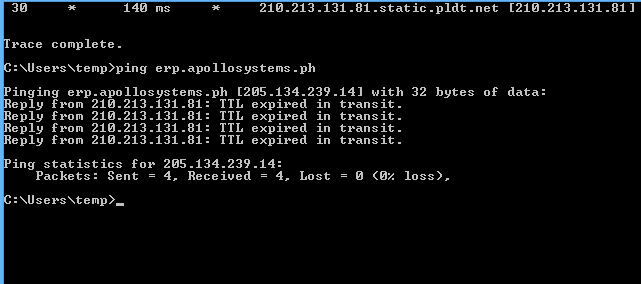 30     *      140 ms     *     210.213.131.81.static.pldt.net [210.213.131.81]
Trace complete.
C:\Users\temp>ping erp.apollosystems.ph
Pinging erp.apollosystems.ph [205.134.239.14] with 32 bytes of data:
Reply from 210.213.131.81: TTL expired in transit.
Reply from 210.213.131.81: TTL expired in transit.
Reply from 210.213.131.81: TTL expired in transit.
Reply from 210.213.131.81: TTL expired in transit.
Ping statistics for 205.134.239.14:
    Packets: Sent = 4, Received = 4, Lost = 0 (0% loss),
C:\Users\temp>_